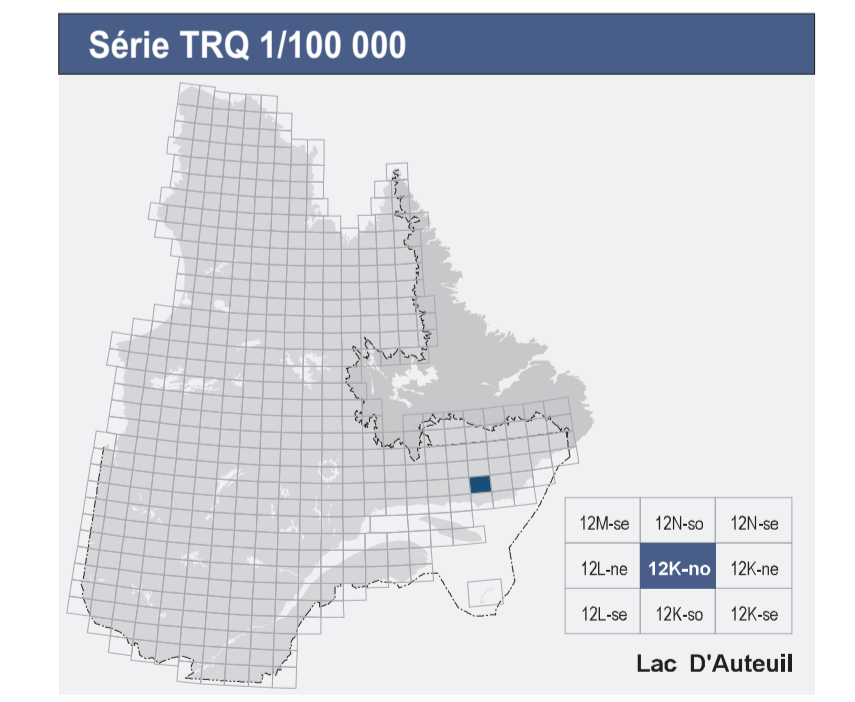 Série TRQ 1/100 000
12M-se 12N-so 12N-se
12L-ne 12K-no 12K-ne
12L-se 12K-so 12K-se
Lac D'Auteuil